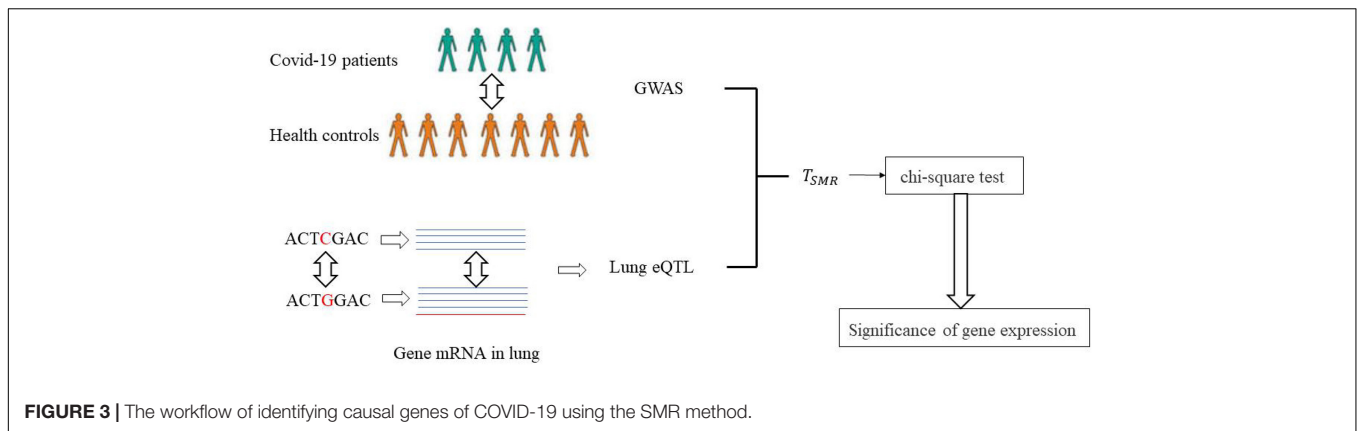 Covid-19 patients
Health controls
GWAS
T_SMR
chi-square test
ACTCGAC
ACTGGAC
Lung eQTL
Gene mRNA in lung
Significance of gene expression
FIGURE 3 | The workflow of identifying causal genes of COVID-19 using the SMR method.